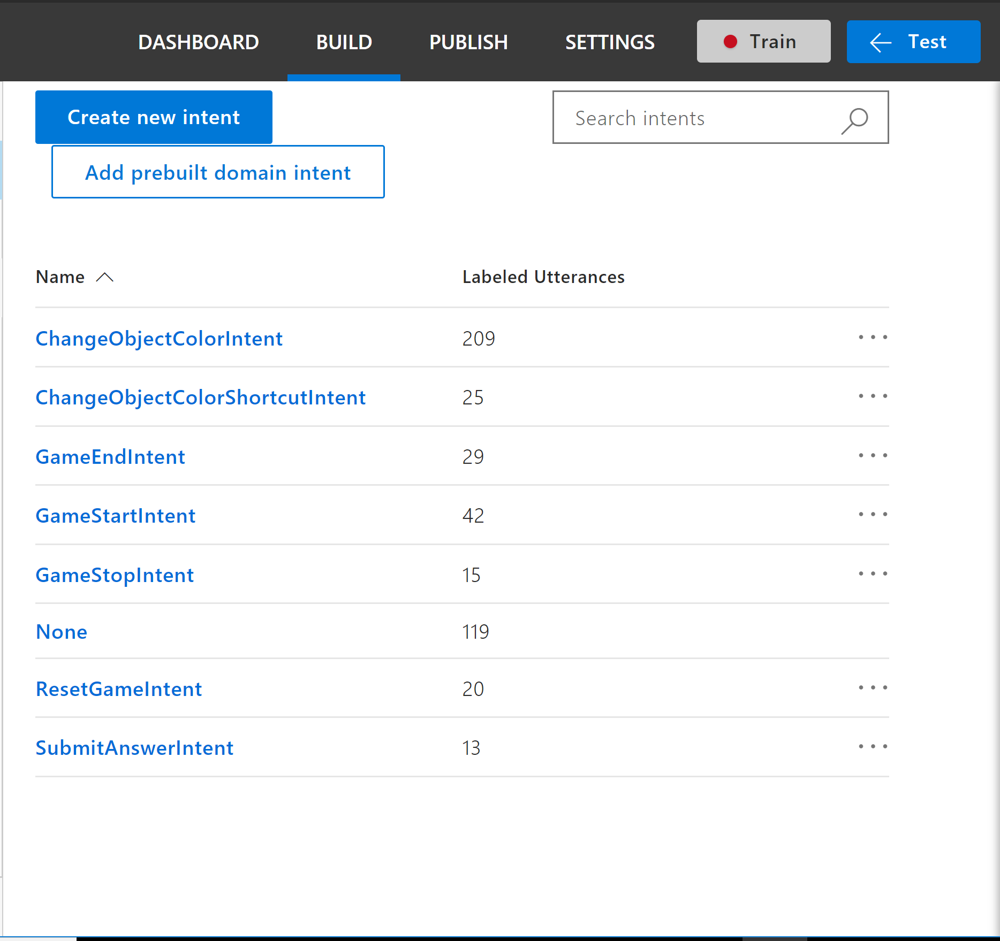 DASHBOARD BUILD PUBLISH SETTINGS Train Test
Create new intent Search intents
Add prebuilt domain intent
Name Labeled Utterances
ChangeObjectColorIntent 209
ChangeObjectColorShortcutIntent 25
GameEndIntent 29
GameStartIntent 42
GameStopIntent 15
None 119
ResetGameIntent 20
SubmitAnswerIntent 13